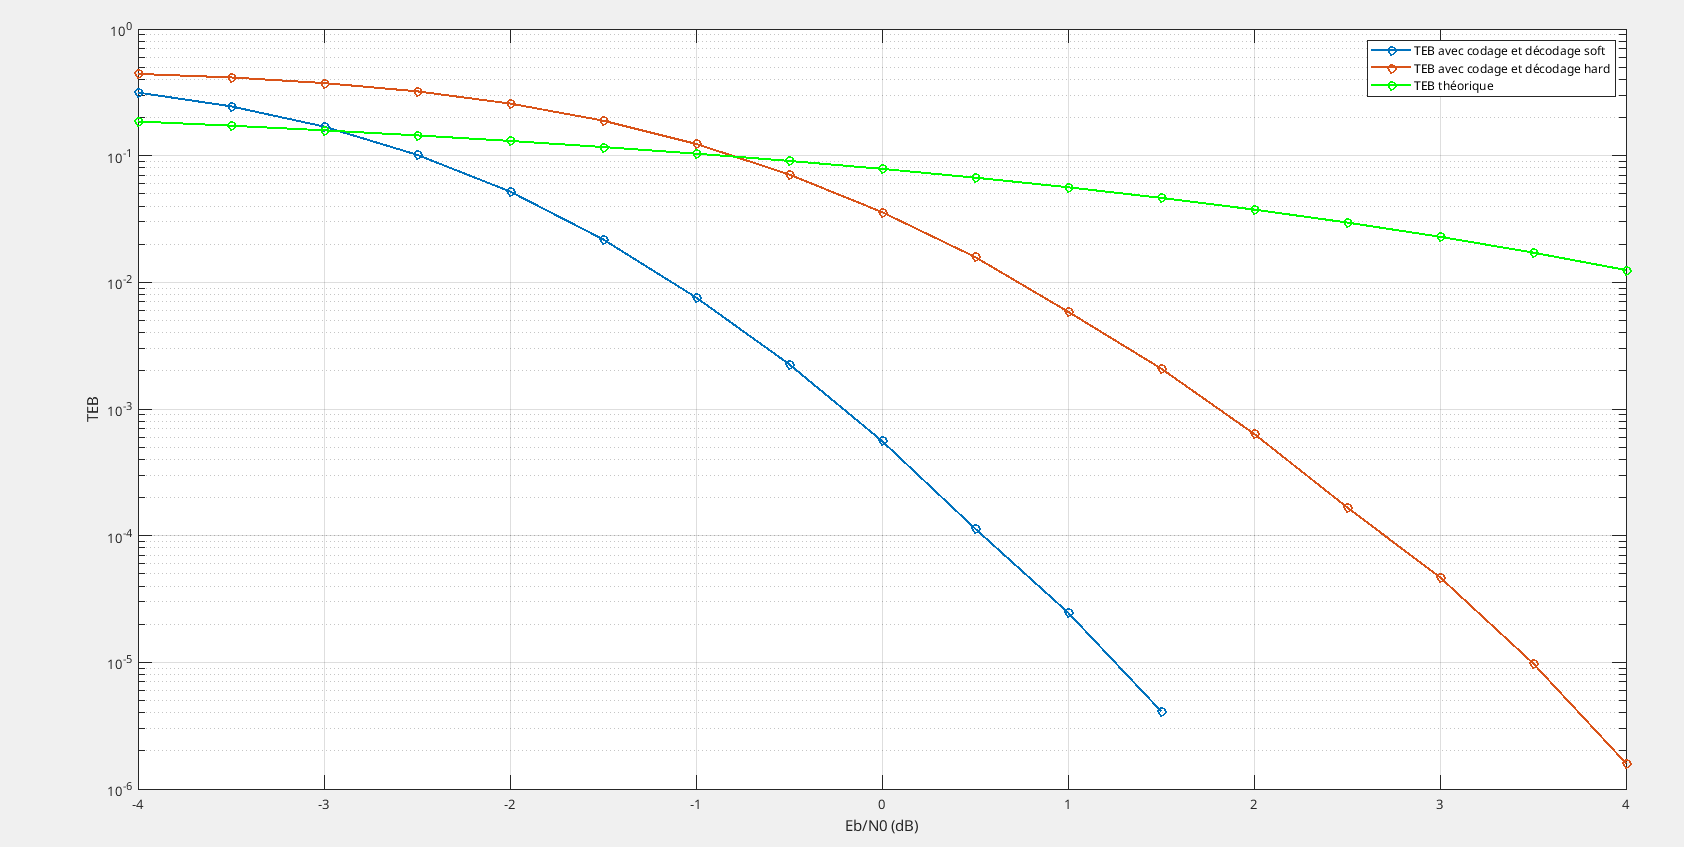 TEB avec codage et décodage soft
TEB avec codage et décodage hard
TEB théorique
10^0
10^-1
10^-2
10^-3
10^-4
10^-5
10^-6
TEB
-4 -3 -2 -1 0 1 2 3 4
Eb/N0 (dB)